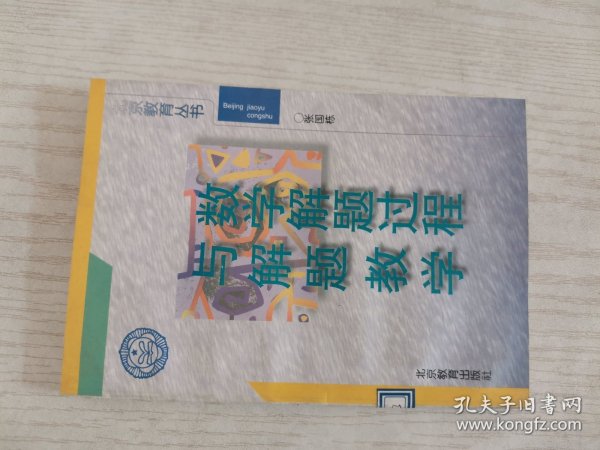 北京教育丛书
Beijing jiaoyu
congshu
○张国栋
数学解题过程
与解题教学
北京教育出版社
孔夫子旧书网
www.kongfz.com